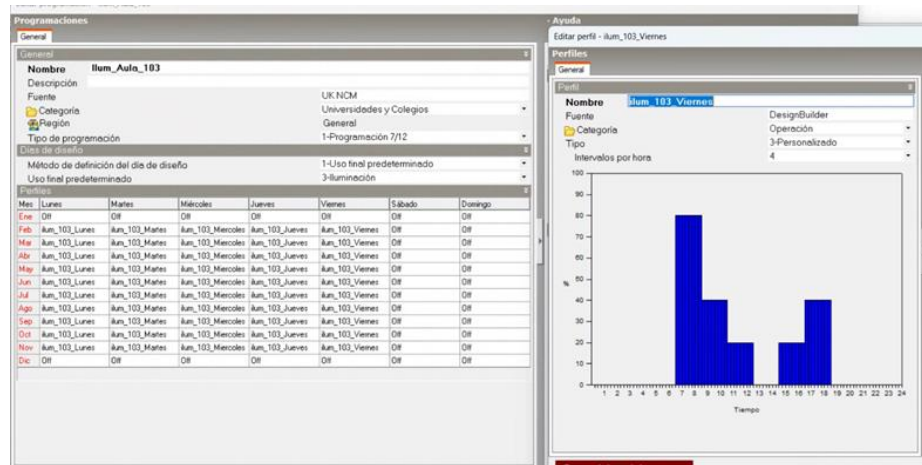 Programaciones
General
General
Nombre Ilum_Aula_103
Descripción
Fuente UK NCM
Categoría Universidades y Colegios
Región General
Tipo de programación 1-Programación 7/12
Días de diseño
Método de definición del día de diseño 1-Uso final predeterminado
Uso final predeterminado 3-Iluminación
Perfiles
Mes Lunes Martes Miércoles Jueves Viernes Sábado Domingo
Ene Off Off Off Off Off Off Off
Feb ilum_103_Lunes ilum_103_Martes ilum_103_Miercoles ilum_103_Jueves ilum_103_Viernes Off Off
Mar ilum_103_Lunes ilum_103_Martes ilum_103_Miercoles ilum_103_Jueves ilum_103_Viernes Off Off
Abr ilum_103_Lunes ilum_103_Martes ilum_103_Miercoles ilum_103_Jueves ilum_103_Viernes Off Off
May ilum_103_Lunes ilum_103_Martes ilum_103_Miercoles ilum_103_Jueves ilum_103_Viernes Off Off
Jun ilum_103_Lunes ilum_103_Martes ilum_103_Miercoles ilum_103_Jueves ilum_103_Viernes Off Off
Jul ilum_103_Lunes ilum_103_Martes ilum_103_Miercoles ilum_103_Jueves ilum_103_Viernes Off Off
Ago ilum_103_Lunes ilum_103_Martes ilum_103_Miercoles ilum_103_Jueves ilum_103_Viernes Off Off
Sep ilum_103_Lunes ilum_103_Martes ilum_103_Miercoles ilum_103_Jueves ilum_103_Viernes Off Off
Oct ilum_103_Lunes ilum_103_Martes ilum_103_Miercoles ilum_103_Jueves ilum_103_Viernes Off Off
Nov ilum_103_Lunes ilum_103_Martes ilum_103_Miercoles ilum_103_Jueves ilum_103_Viernes Off Off
Dic Off Off Off Off Off Off Off
Ayuda
Editar perfil - ilum_103_Viernes
Perfiles
General
Perfil
Nombre ilum_103_Viernes
Fuente DesignBuilder
Categoría Operación
Tipo 3-Personalizado
Intervalos por hora 4
100
90
80
70
60
%
50
40
30
20
10
0
1 2 3 4 5 6 7 8 9 10 11 12 13 14 15 16 17 18 19 20 21 22 23 24
Tiempo